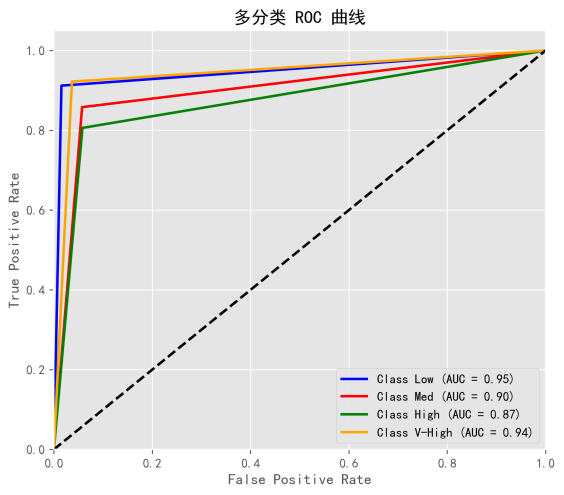 多分类 ROC 曲线
True Positive Rate
1.0
0.8
0.6
0.4
0.2
0.0
Class Low (AUC = 0.95)
Class Med (AUC = 0.90)
Class High (AUC = 0.87)
Class V-High (AUC = 0.94)
0.0 0.2 0.4 0.6 0.8 1.0
False Positive Rate